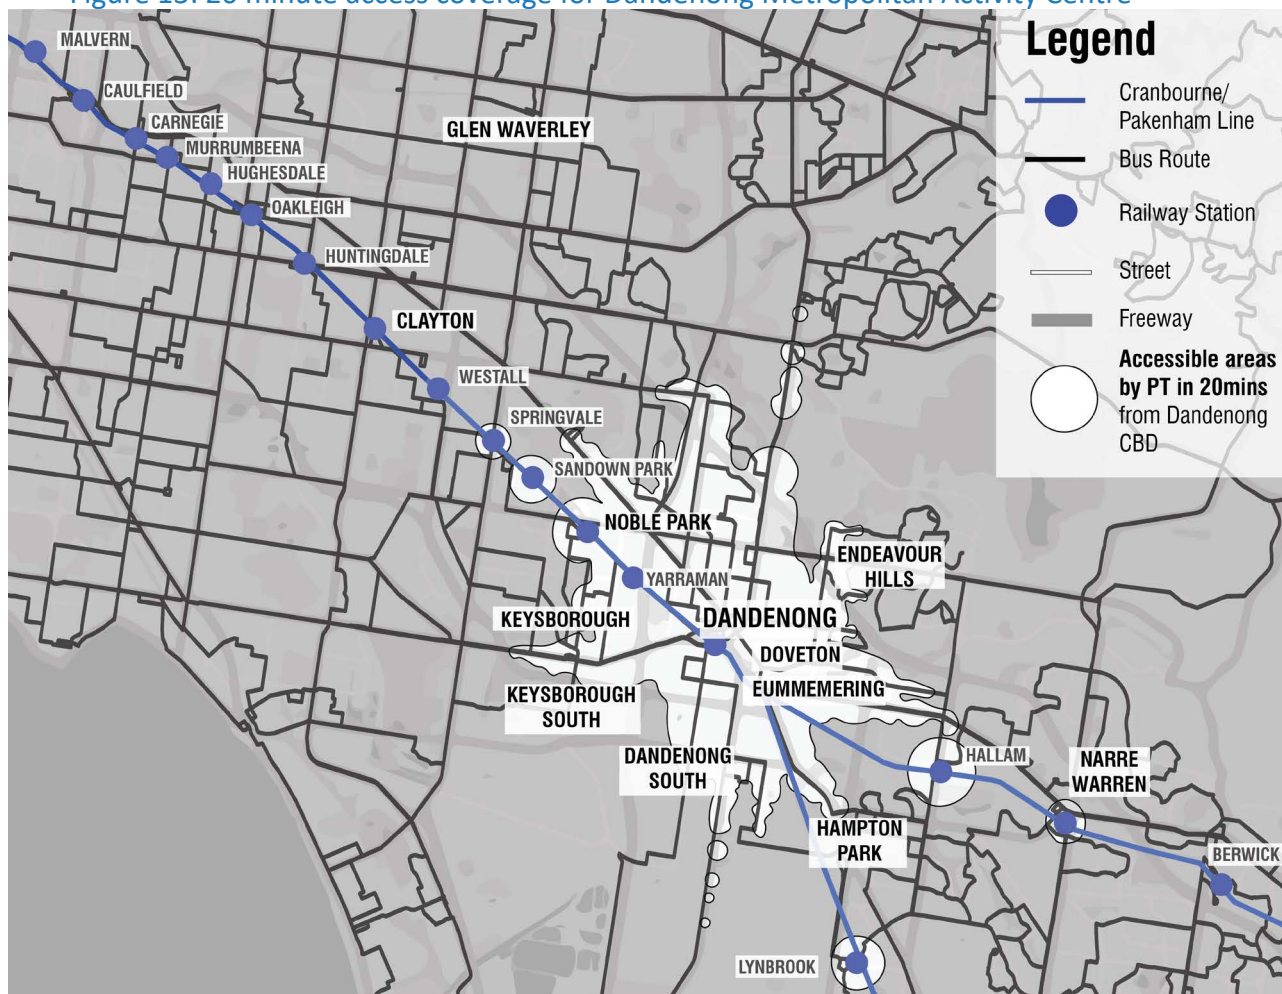 Figure 13: 20 minute access coverage for Dandenong Metropolitan Activity Centre
Legend
Cranbourne/
Pakenham Line
Bus Route
Railway Station
Street
Freeway
Accessible areas
by PT in 20mins
from Dandenong
CBD
MALVERN
CAULFIELD
CARNEGIE
MURRUMBEENA
HUGHESDALE
OAKLEIGH
HUNTINGDALE
GLEN WAVERLEY
CLAYTON
WESTALL
SPRINGVALE
SANDOWN PARK
NOBLE PARK
YARRAMAN
ENDEAVOUR
HILLS
KEYSBOROUGH
DANDENONG
DOVETON
EUMMEMERING
KEYSBOROUGH
SOUTH
DANDENONG
SOUTH
HALLAM
NARRE
WARREN
HAMPTON
PARK
BERWICK
LYNBROOK